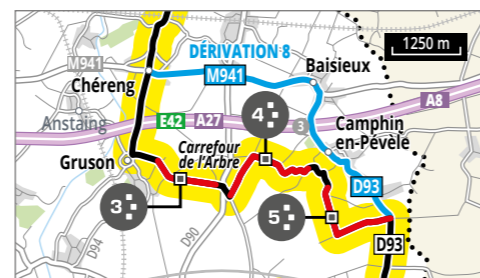 DÉRIVATION 8
1250 m
M941
M941
Baisieux
Chéreng
A8
Anstaing
E42 A27
4
3
Camphin
en-Pévèle
Carrefour
de l'Arbre
Gruson
3
5
D93
D94
D90
D93